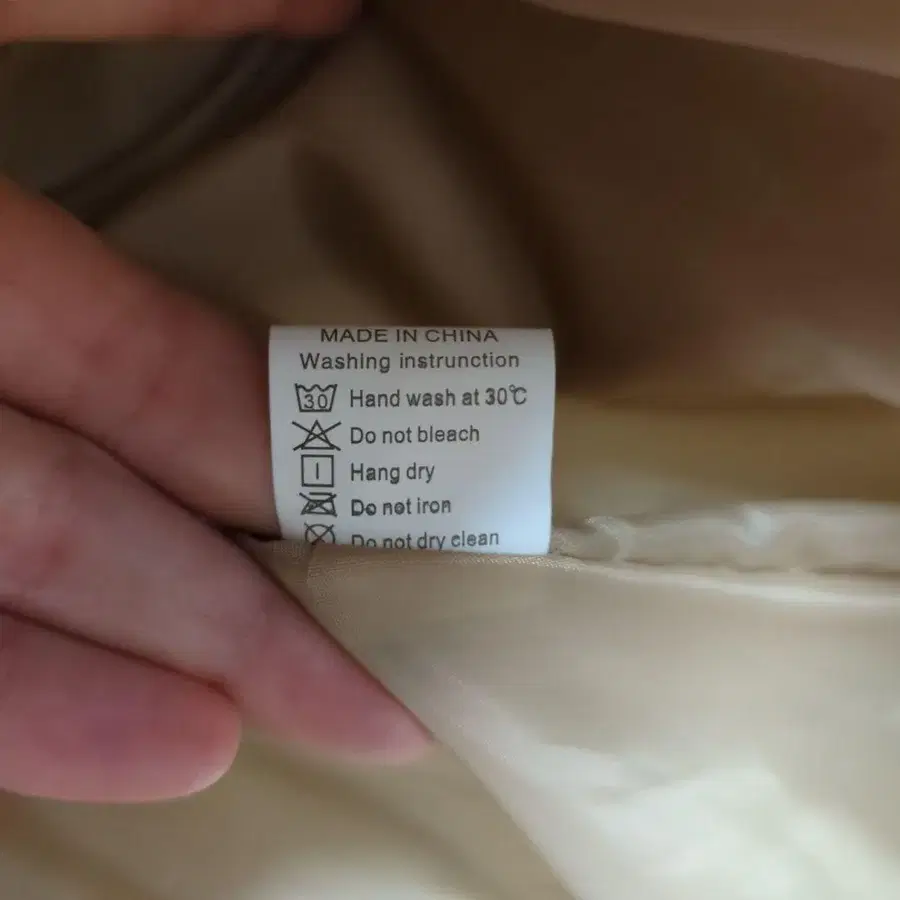 MADE IN CHINA
Washing instrunction
30 Hand wash at 30℃
Do not bleach
Hang dry
Do not iron
Do not dry clean